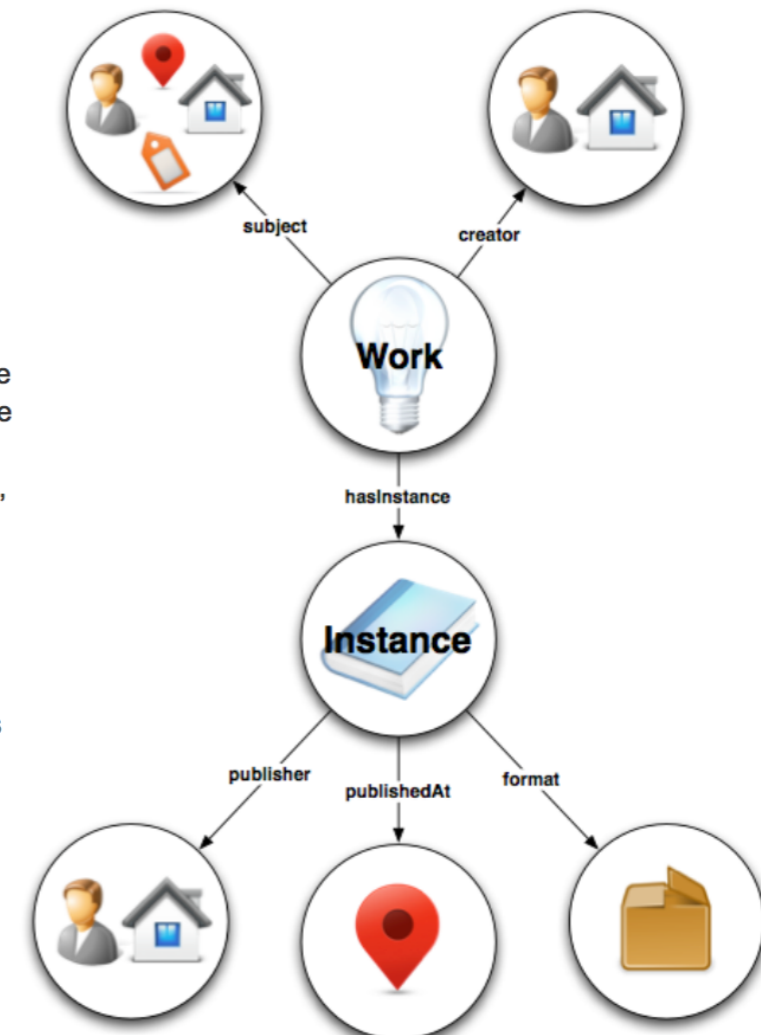 subject
creator
Work
e
e
,
hasInstance
Instance
s
publisher
publishedAt
format